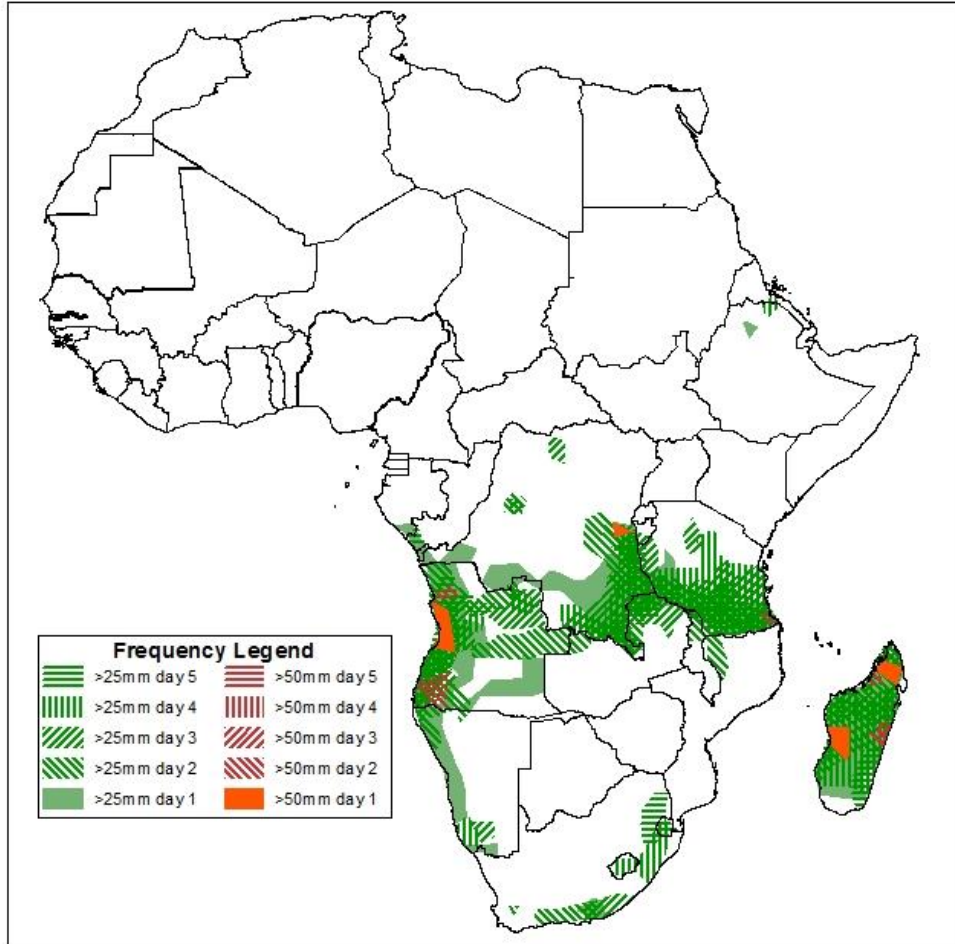 Frequency Legend
>25mm day 5 >50mm day 5
>25mm day 4 >50mm day 4
>25mm day 3 >50mm day 3
>25mm day 2 >50mm day 2
>25mm day 1 >50mm day 1